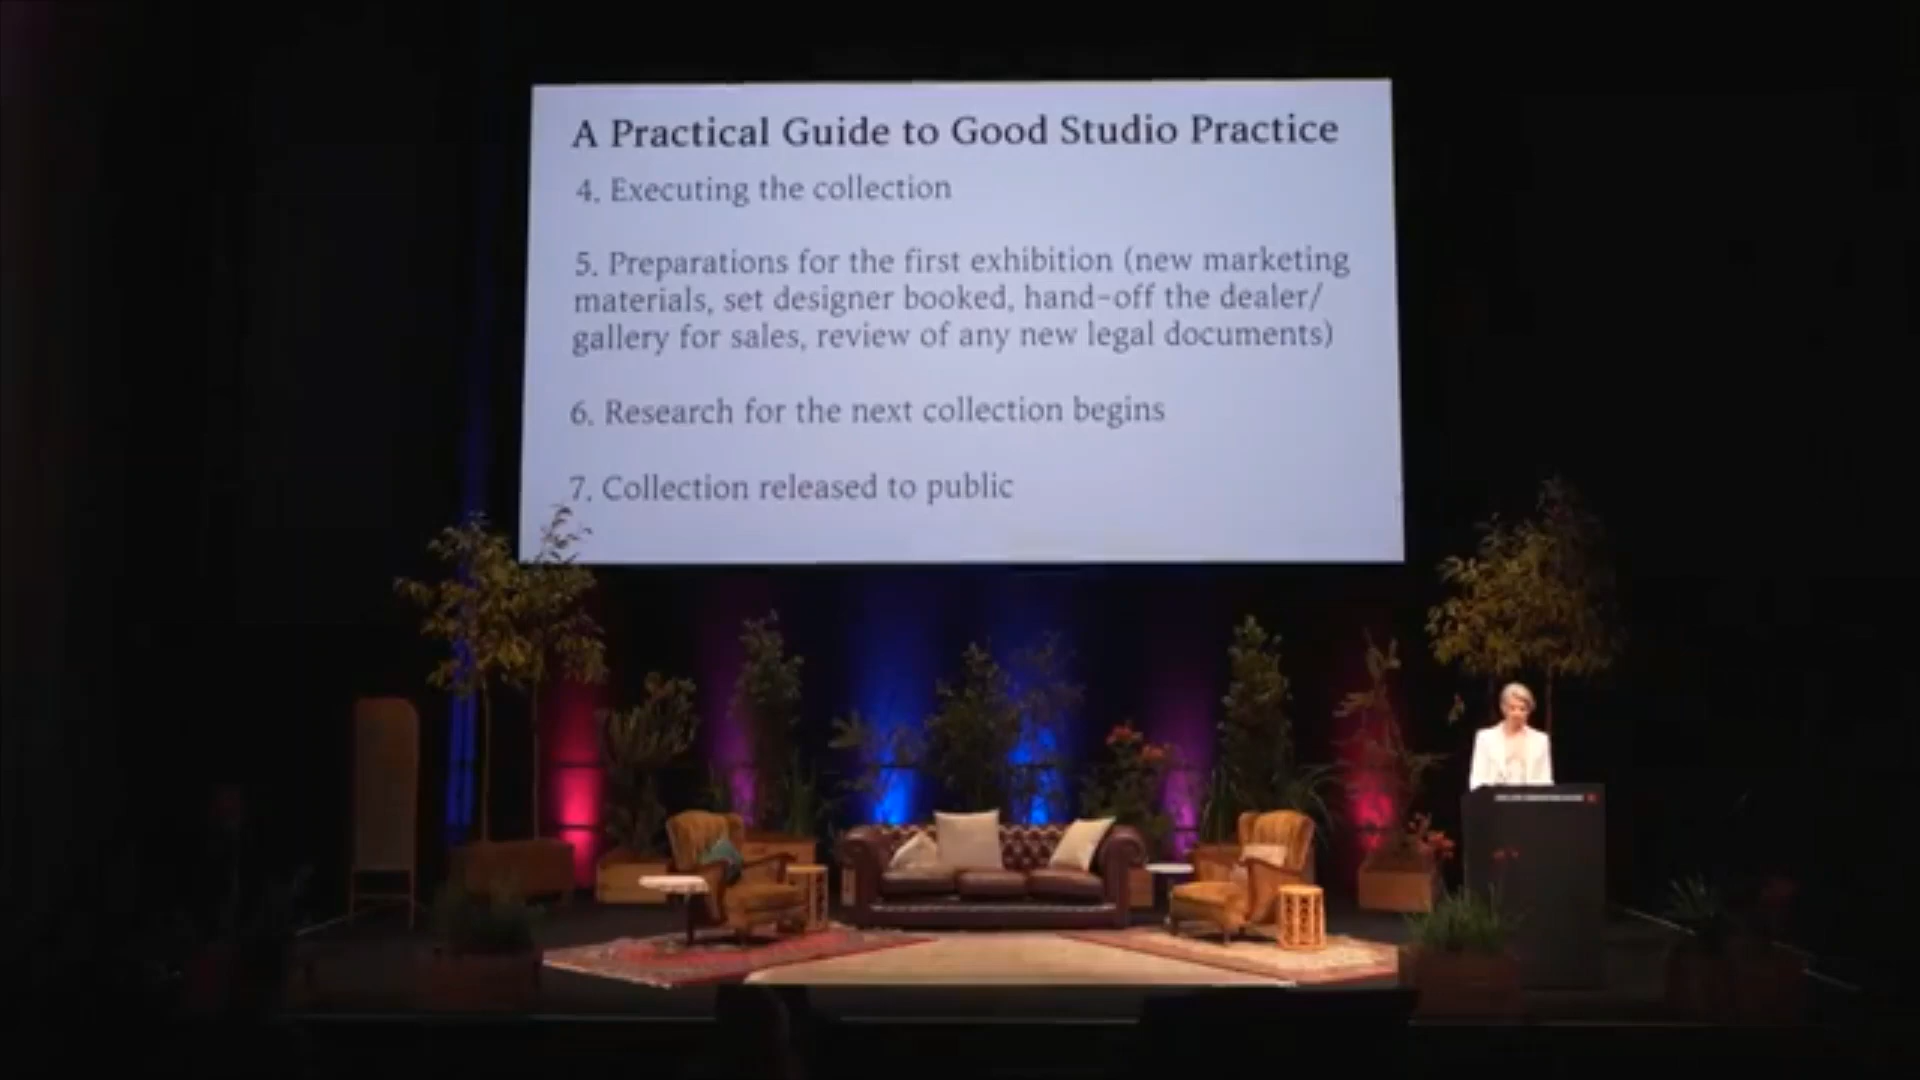 A Practical Guide to Good Studio Practice
4. Executing the collection
5. Preparations for the first exhibition (new marketing
materials, set designer booked, hand-off the dealer/
gallery for sales, review of any new legal documents)
6. Research for the next collection begins
7. Collection released to public